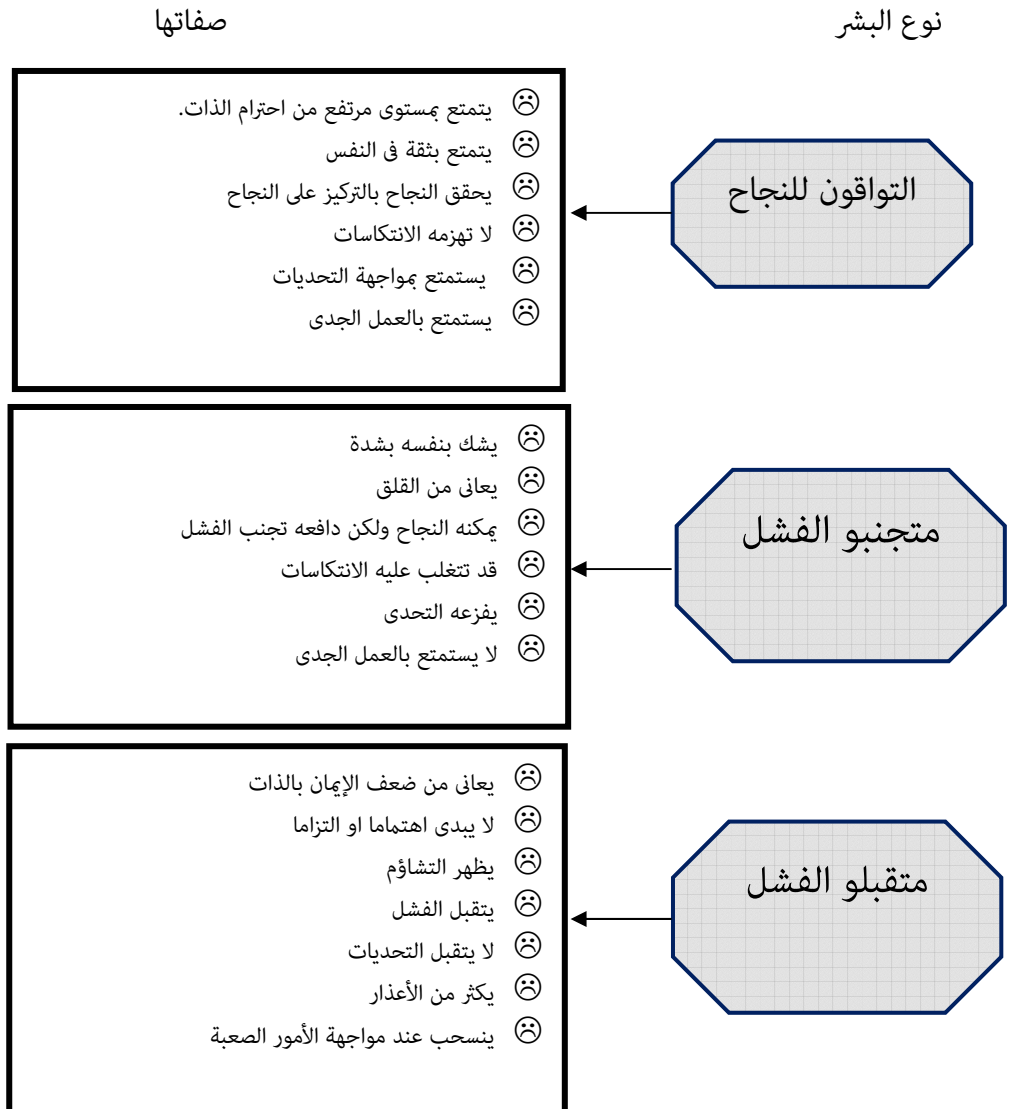 نوع البشر
صفاتها
التواقون للنجاح
☹ يتمتع بمستوى مرتفع من احترام الذات.
☹ يتمتع بثقة فى النفس
☹ يحقق النجاح بالتركيز على النجاح
☹ لا تهزمه الانتكاسات
☹ يستمتع بمواجهة التحديات
☹ يستمتع بالعمل الجدى
متجنبو الفشل
☹ يشك بنفسه بشدة
☹ يعانى من القلق
☹ يمكنه النجاح ولكن دافعه تجنب الفشل
☹ قد تتغلب عليه الانتكاسات
☹ يفزعه التحدى
☹ لا يستمتع بالعمل الجدى
متقبلو الفشل
☹ يعانى من ضعف الإيمان بالذات
☹ لا يبدى اهتماما او التزاما
☹ يظهر التشاؤم
☹ يتقبل الفشل
☹ لا يتقبل التحديات
☹ يكثر من الأعذار
☹ ينسحب عند مواجهة الأمور الصعبة